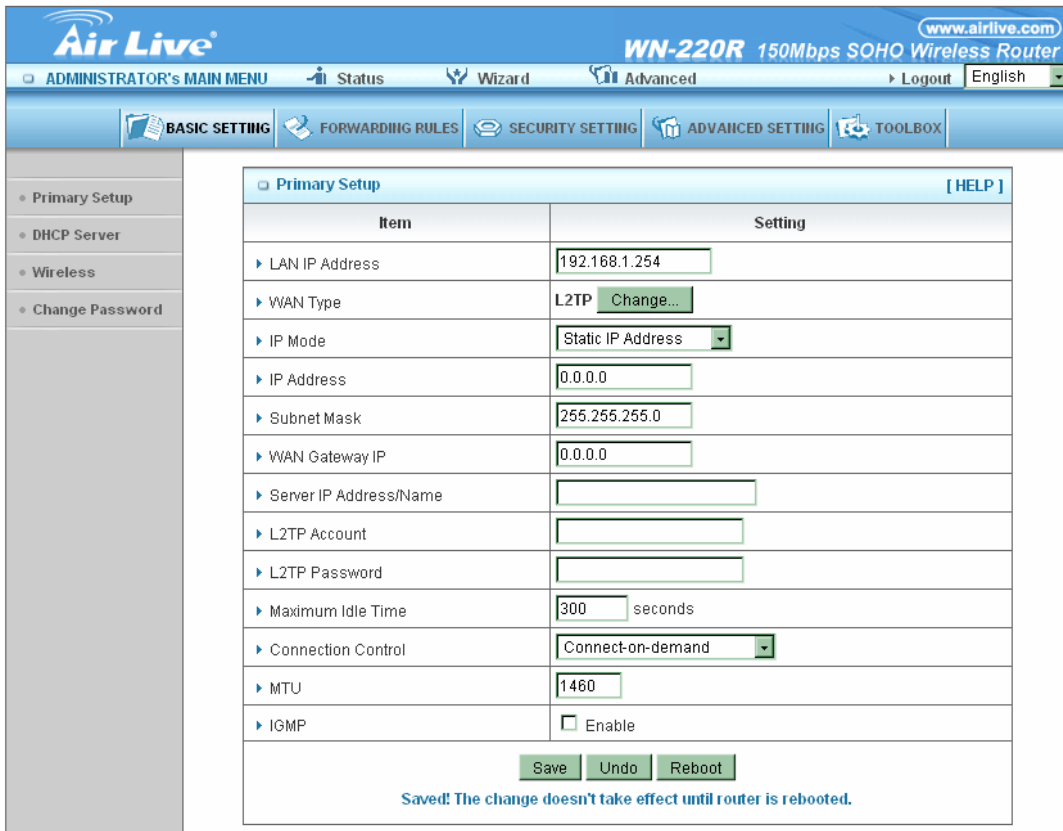 Air Live®
www.airlive.com
WN-220R 150Mbps SOHO Wireless Router
ADMINISTRATOR's MAIN MENU Status Wizard Advanced Logout English
BASIC SETTING FORWARDING RULES SECURITY SETTING ADVANCED SETTING TOOLBOX
Primary Setup
DHCP Server
Wireless
Change Password
Primary Setup [ HELP ]
Item Setting
LAN IP Address 192.168.1.254
WAN Type L2TP Change...
IP Mode Static IP Address
IP Address 0.0.0.0
Subnet Mask 255.255.255.0
WAN Gateway IP 0.0.0.0
Server IP Address/Name
L2TP Account
L2TP Password
Maximum Idle Time 300 seconds
Connection Control Connect-on-demand
MTU 1460
IGMP Enable
Save Undo Reboot
Saved! The change doesn't take effect until router is rebooted.